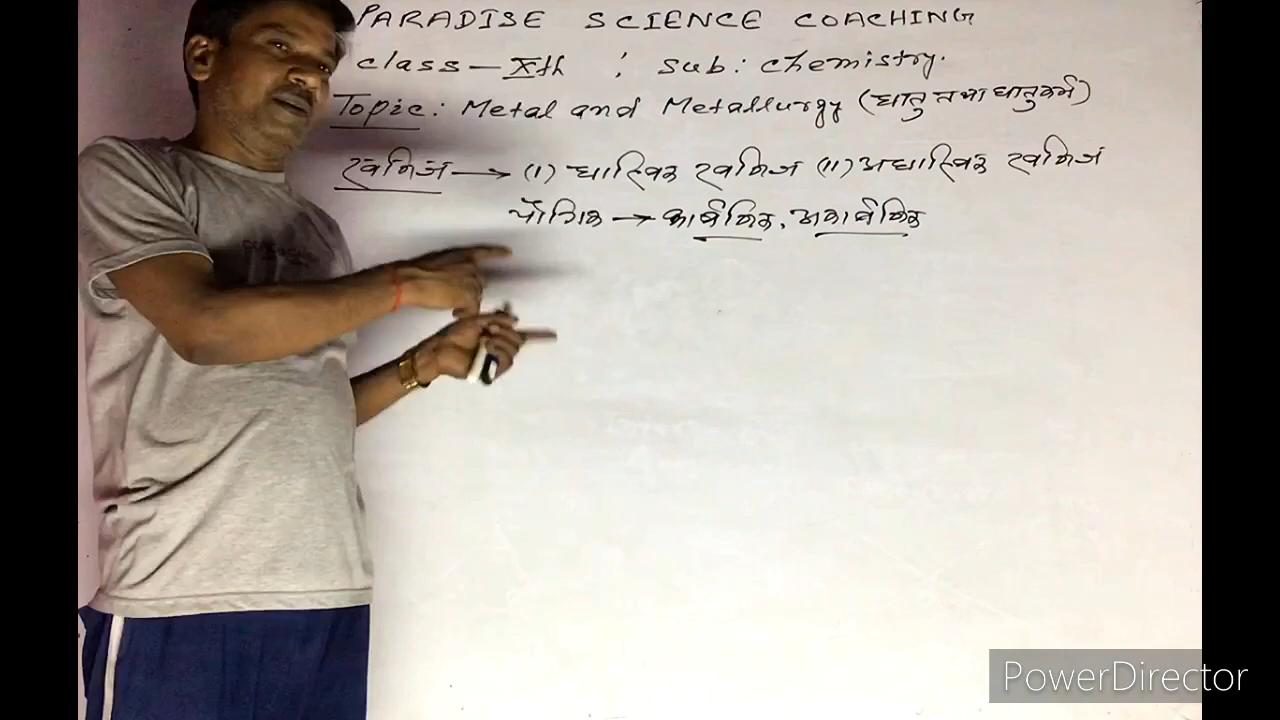 PARADISE SCIENCE COACHING
class - Xth : sub: chemistry.
Topic: Metal and Metallurgy (धातु तथा धातुकर्म)
खनिज → (i) धात्विक खनिज (ii) अधात्विक खनिज
यौगिक → कार्बनिक, अकार्बनिक
PowerDirector